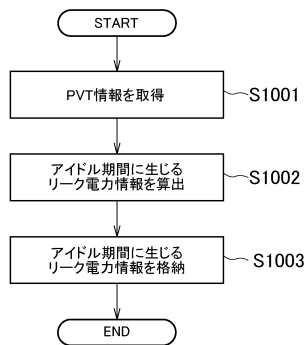 START
PVT情報を取得
S1001
アイドル期間に生じる
リーク電力情報を算出
S1002
アイドル期間に生じる
リーク電力情報を格納
S1003
END